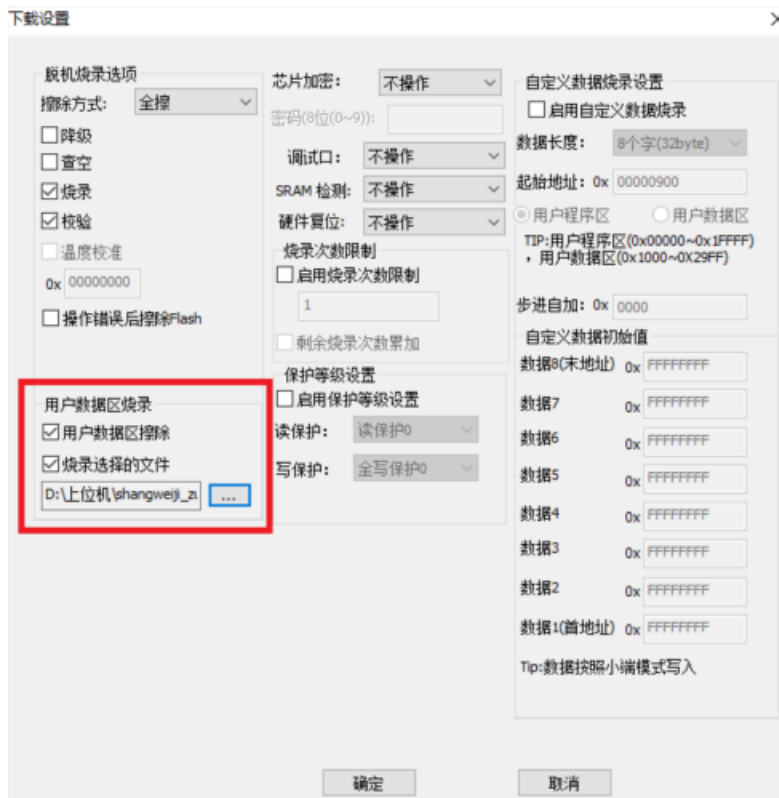 下载设置
脱机烧录选项
擦除方式: 全擦
降级
查空
烧录
校验
温度校准
0x 00000000
操作错误后擦除Flash
用户数据区烧录
用户数据区擦除
烧录选择的文件
D:\上位机\shangweiji_zu ...
芯片加密: 不操作
密码(8位(0~9)):
调试口: 不操作
SRAM 检测: 不操作
硬件复位: 不操作
烧录次数限制
启用烧录次数限制
1
剩余烧录次数累加
保护等级设置
启用保护等级设置
读保护: 读保护0
写保护: 全写保护0
自定义数据烧录设置
启用自定义数据烧录
数据长度: 8个字(32byte)
起始地址: 0x 00000900
用户程序区 用户数据区
TIP:用户程序区(0x00000~0x1FFFF)
，用户数据区(0x1000~0X29FF)
步进自加: 0x 0000
自定义数据初始值
数据8(末地址) 0x FFFFFFFF
数据7 0x FFFFFFFF
数据6 0x FFFFFFFF
数据5 0x FFFFFFFF
数据4 0x FFFFFFFF
数据3 0x FFFFFFFF
数据2 0x FFFFFFFF
数据1(首地址) 0x FFFFFFFF
Tip:数据按照小端模式写入
确定 取消